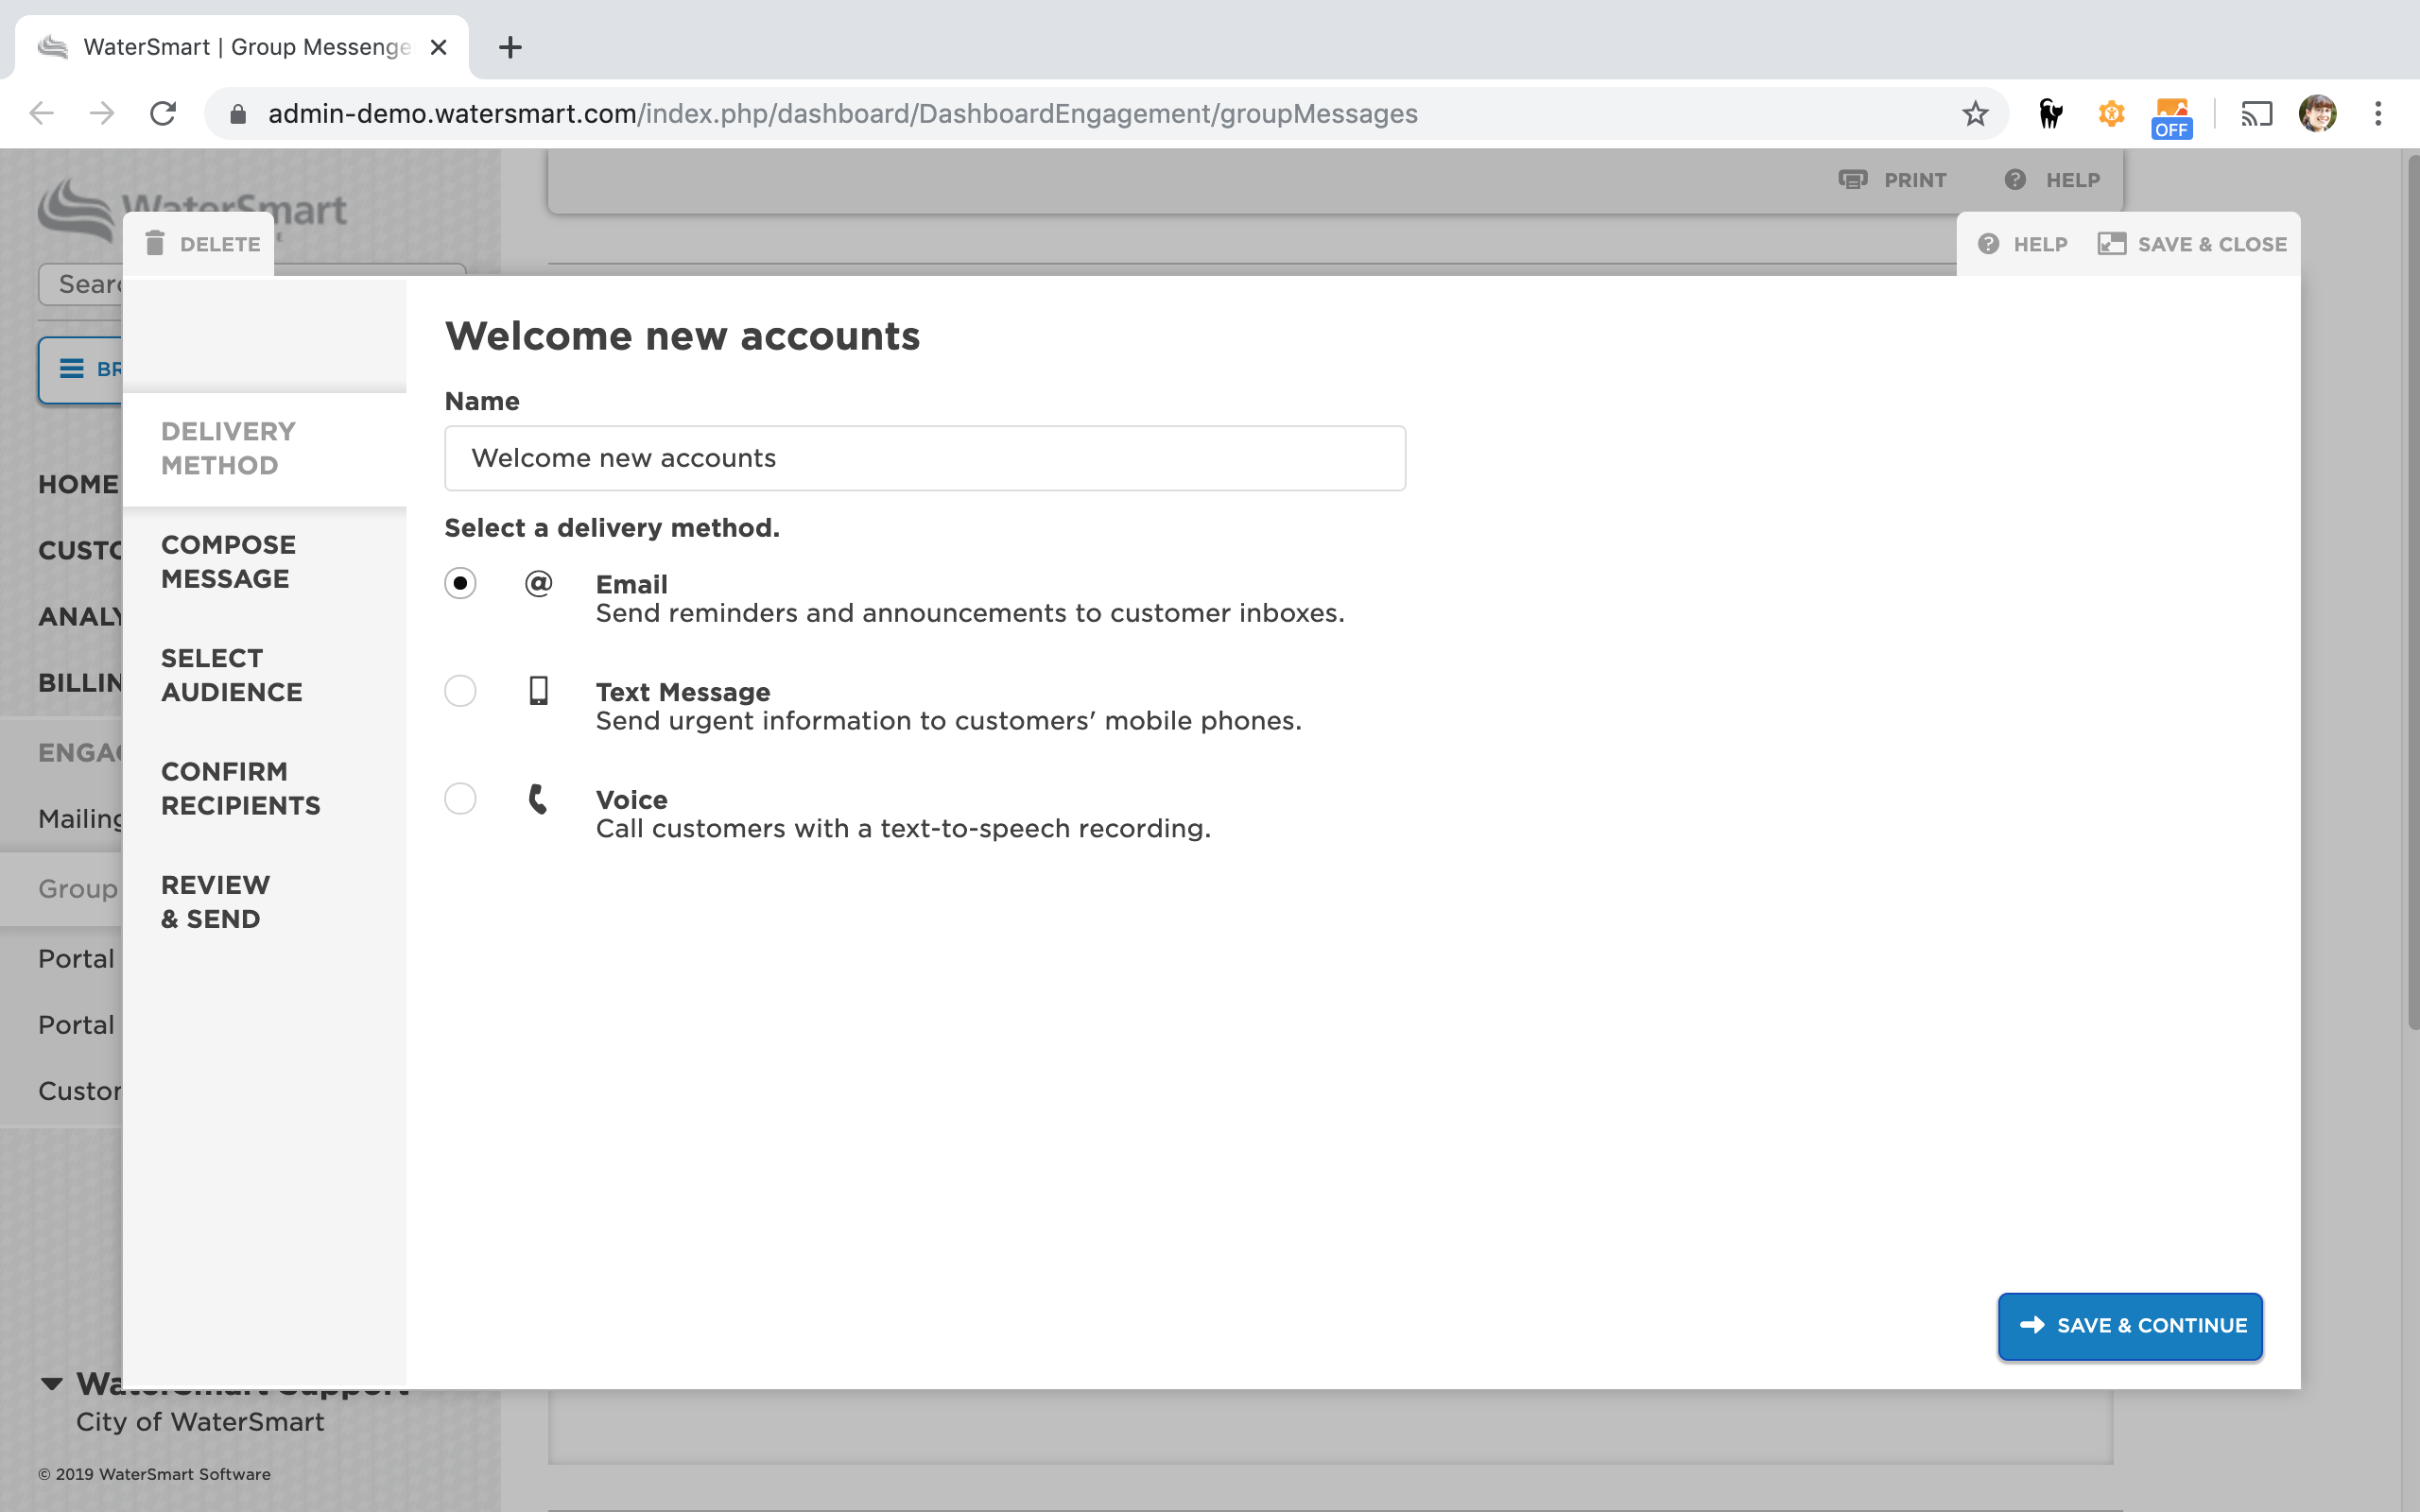 WaterSmart | Group Messenge
admin-demo.watersmart.com/index.php/dashboard/DashboardEngagement/groupMessages
OFF
WaterSmart
PRINT
HELP
DELETE
HELP
SAVE & CLOSE
Sear
BR
HOME
CUSTO
ANALY
BILLIN
ENGAG
Mailing
Group
Portal
Portal
Custom
DELIVERY
METHOD
COMPOSE
MESSAGE
SELECT
AUDIENCE
CONFIRM
RECIPIENTS
REVIEW
& SEND
Welcome new accounts
Name
Welcome new accounts
Select a delivery method.
@ Email
Send reminders and announcements to customer inboxes.
Text Message
Send urgent information to customers' mobile phones.
Voice
Call customers with a text-to-speech recording.
SAVE & CONTINUE
WaterSmart Support
City of WaterSmart
© 2019 WaterSmart Software